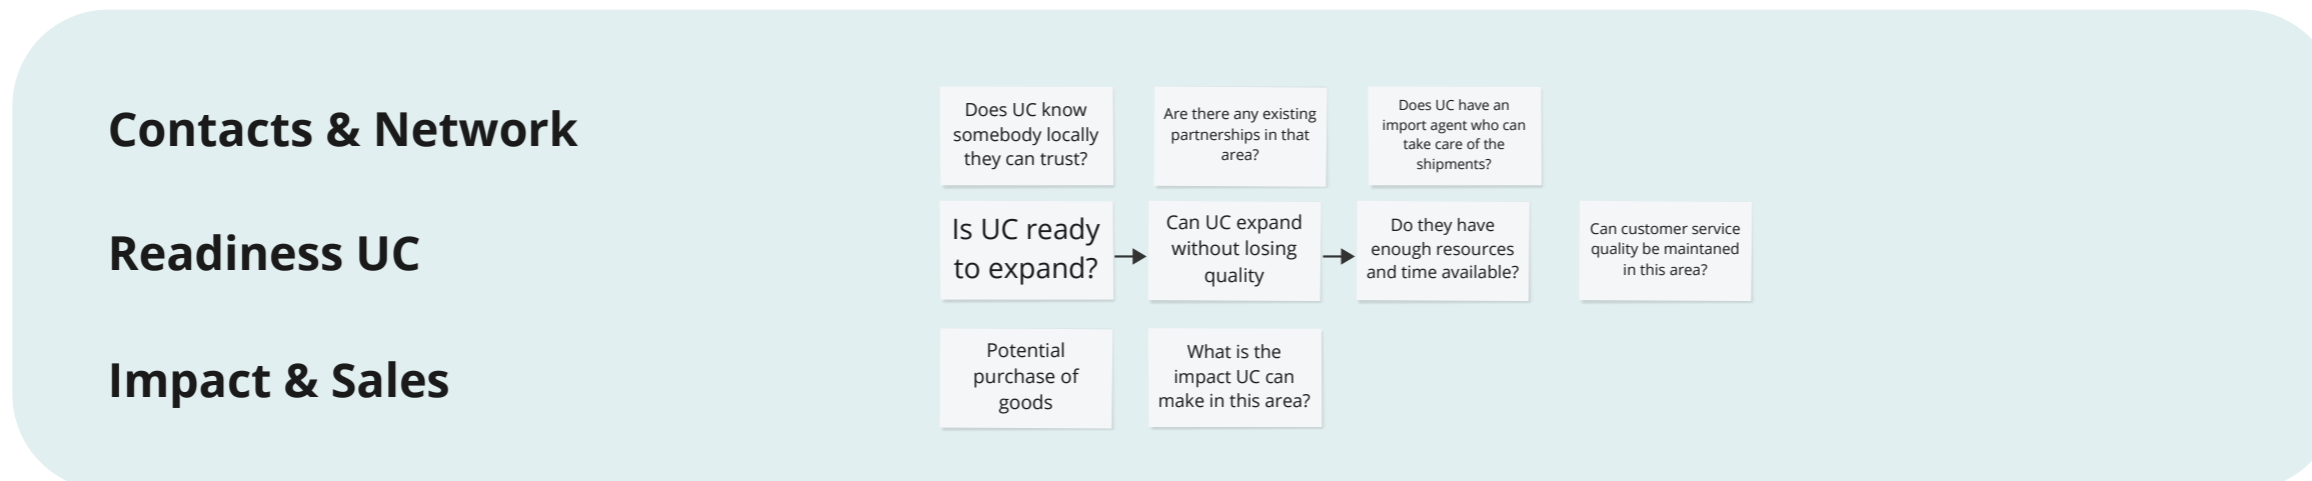 Contacts & Network
Does UC know
somebody locally
they can trust?
Are there any existing
partnerships in that
area?
Does UC have an
import agent who can
take care of the
shipments?
Readiness UC
Is UC ready
to expand?
Can UC expand
without losing
quality
Do they have
enough resources
and time available?
Can customer service
quality be maintaned
in this area?
Impact & Sales
Potential
purchase of
goods
What is the
impact UC can
make in this area?